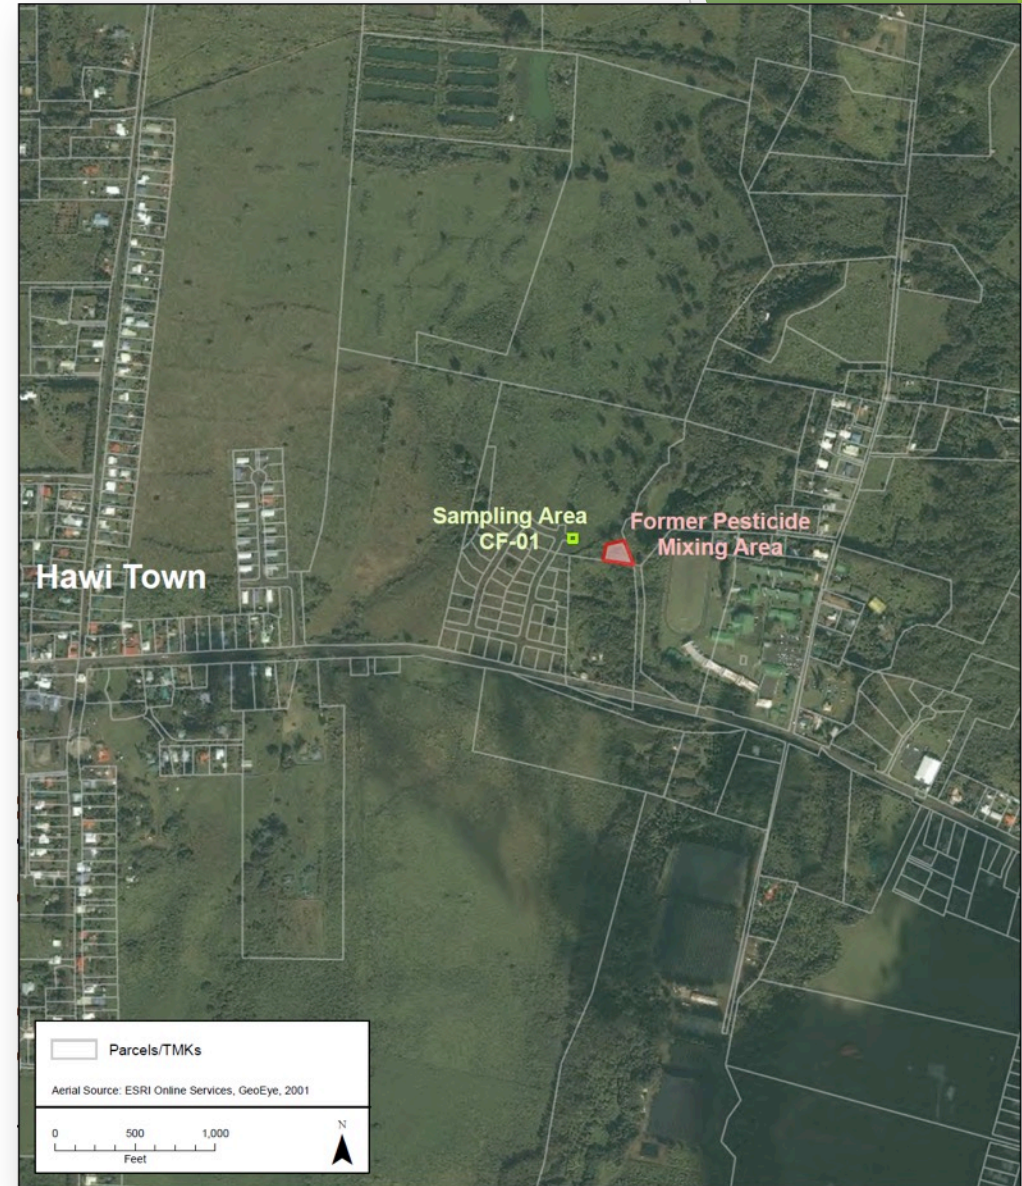 Sampling Area
CF-01
Former Pesticide
Mixing Area
Hawi Town
Parcels/TMKs
Aerial Source: ESRI Online Services, GeoEye, 2001
0 500 1,000
Feet
N